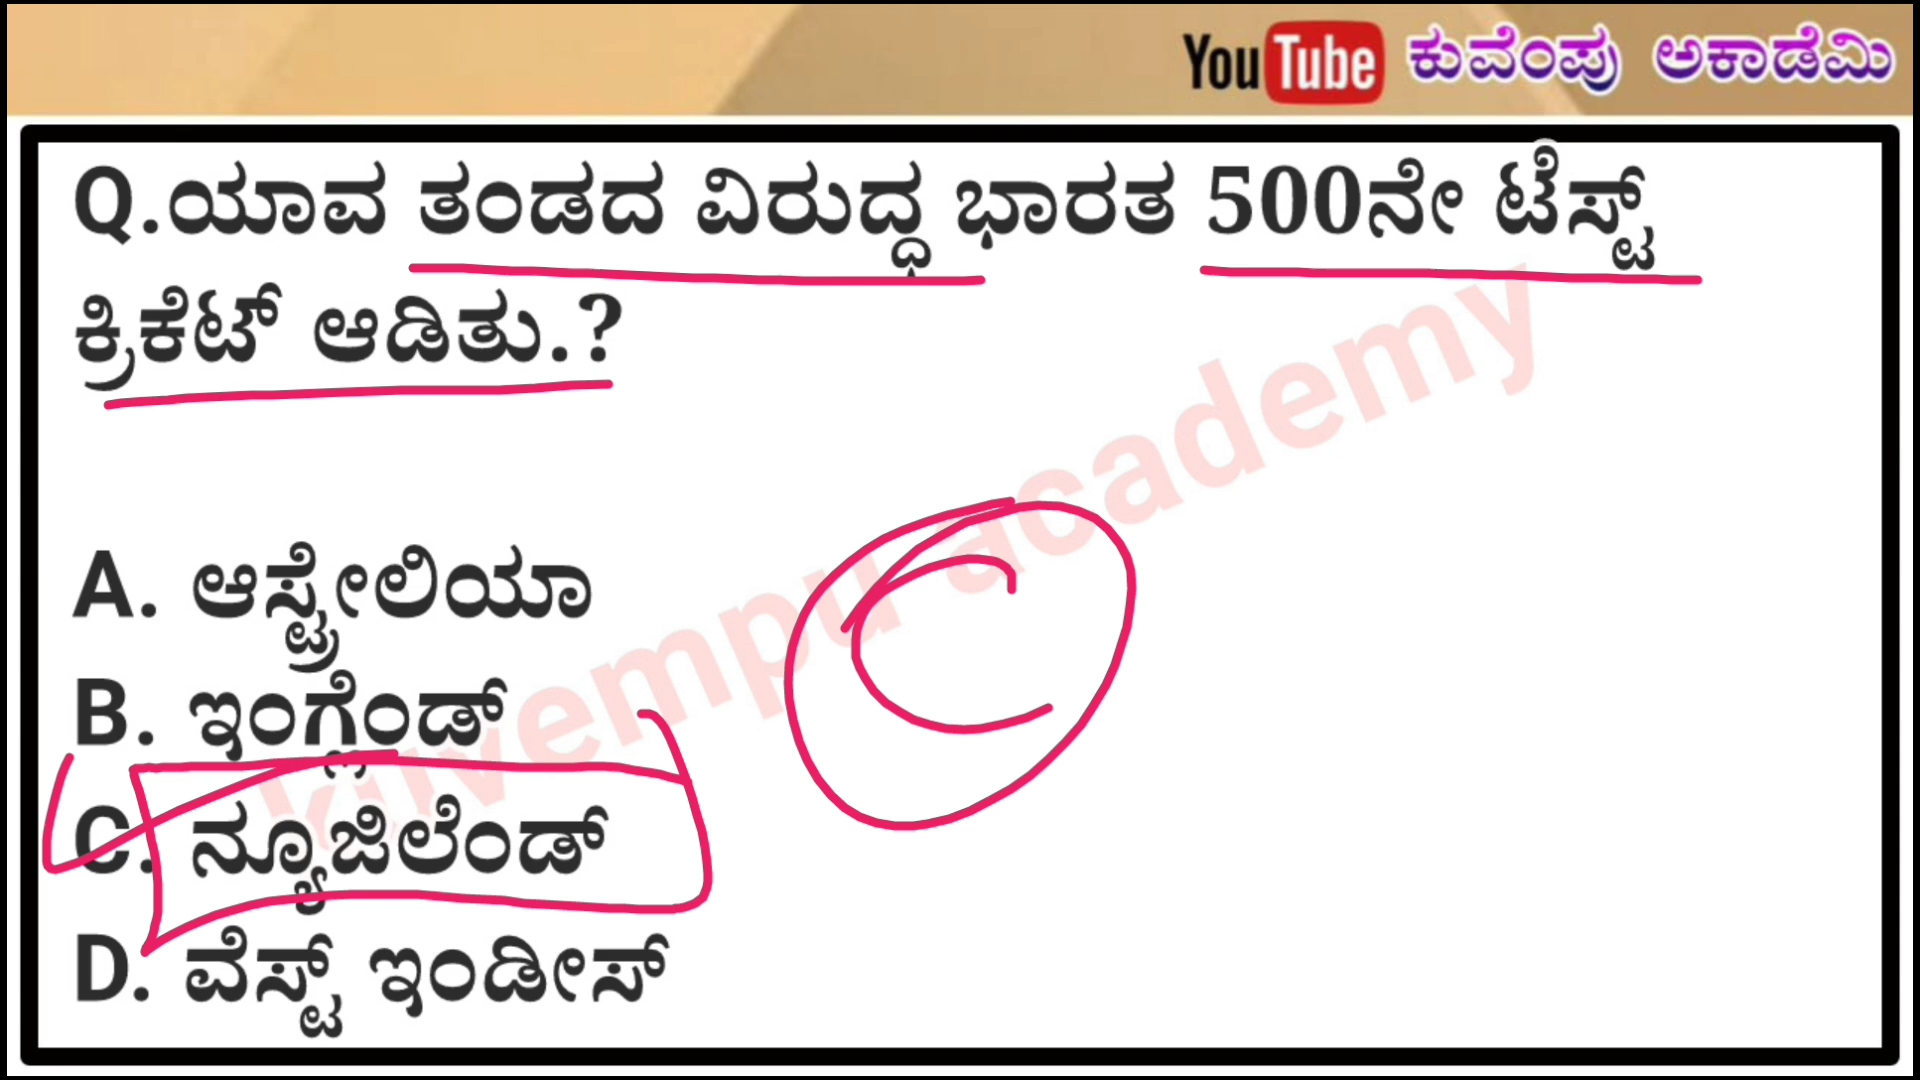 YouTube ಕುವೆಂಪು ಅಕಾಡೆಮಿ
Q.ಯಾವ ತಂಡದ ವಿರುದ್ಧ ಭಾರತ 500ನೇ ಟೆಸ್ಟ್
ಕ್ರಿಕೆಟ್ ಆಡಿತು.?
kuvempu academy
A. ಆಸ್ಟ್ರೇಲಿಯಾ
B. ಇಂಗ್ಲೆಂಡ್
C. ನ್ಯೂಜಿಲೆಂಡ್
D. ವೆಸ್ಟ್ ಇಂಡೀಸ್
C